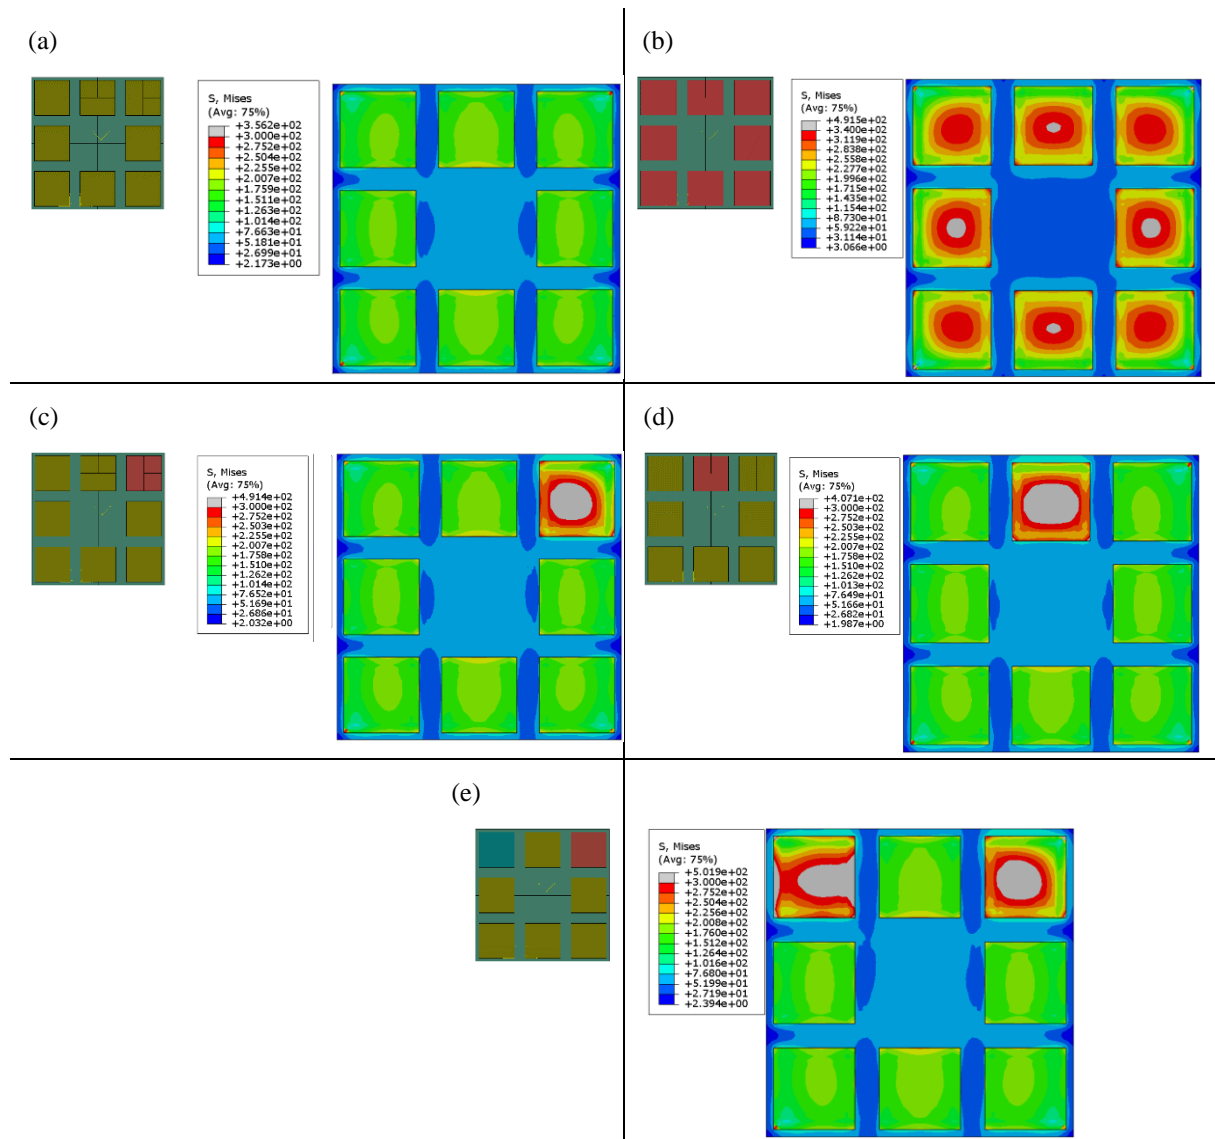 (a)
S, Mises
(Avg: 75%)
+3.562e+02
+3.000e+02
+2.752e+02
+2.504e+02
+2.255e+02
+2.007e+02
+1.759e+02
+1.511e+02
+1.263e+02
+1.014e+02
+7.663e+01
+5.181e+01
+2.699e+01
+2.173e+00
(b)
S, Mises
(Avg: 75%)
+4.915e+02
+3.400e+02
+3.119e+02
+2.838e+02
+2.558e+02
+2.277e+02
+1.996e+02
+1.715e+02
+1.435e+02
+1.154e+02
+8.730e+01
+5.922e+01
+3.114e+01
+3.066e+00
(c)
S, Mises
(Avg: 75%)
+4.914e+02
+3.000e+02
+2.752e+02
+2.503e+02
+2.255e+02
+2.007e+02
+1.758e+02
+1.510e+02
+1.262e+02
+1.014e+02
+7.652e+01
+5.169e+01
+2.686e+01
+2.032e+00
(d)
S, Mises
(Avg: 75%)
+4.071e+02
+3.000e+02
+2.752e+02
+2.503e+02
+2.255e+02
+2.007e+02
+1.758e+02
+1.510e+02
+1.262e+02
+1.013e+02
+7.649e+01
+5.166e+01
+2.682e+01
+1.987e+00
(e)
S, Mises
(Avg: 75%)
+5.019e+02
+3.000e+02
+2.752e+02
+2.504e+02
+2.256e+02
+2.008e+02
+1.760e+02
+1.512e+02
+1.264e+02
+1.016e+02
+7.680e+01
+5.199e+01
+2.719e+01
+2.394e+00